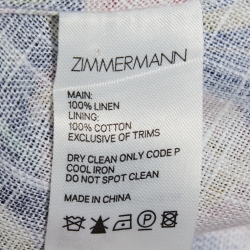 ZIMMERMANN
MAIN:
100% LINEN
LINING:
100% COTTON
EXCLUSIVE OF TRIMS
DRY CLEAN ONLY CODE P
COOL IRON
DO NOT SPOT CLEAN
MADE IN CHINA
P